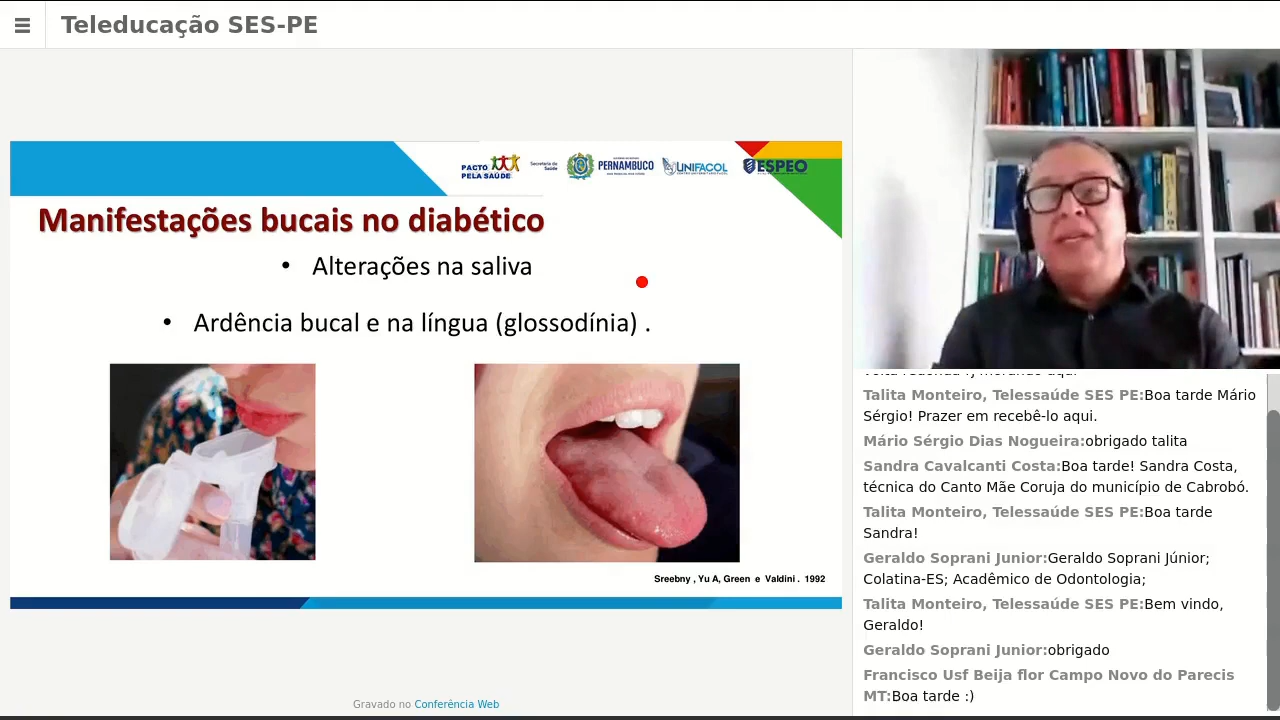 Teleducação SES-PE
PACTO
PELA SAÚDE
Secretaria da
Saúde
PERNAMBUCO
UNIFACOL
ESPEO
Manifestações bucais no diabético
• Alterações na saliva
• Ardência bucal e na língua (glossodínia) .
Sreebny , Yu A, Green e Valdini . 1992
Gravado no Conferência Web
Talita Monteiro, Telessaúde SES PE:Boa tarde Mário
Sérgio! Prazer em recebê-lo aqui.
Mário Sérgio Dias Nogueira:obrigado talita
Sandra Cavalcanti Costa:Boa tarde! Sandra Costa,
técnica do Canto Mãe Coruja do município de Cabrobó.
Talita Monteiro, Telessaúde SES PE:Boa tarde
Sandra!
Geraldo Soprani Junior:Geraldo Soprani Júnior;
Colatina-ES; Acadêmico de Odontologia;
Talita Monteiro, Telessaúde SES PE:Bem vindo,
Geraldo!
Geraldo Soprani Junior:obrigado
Francisco Usf Beija flor Campo Novo do Parecis
MT:Boa tarde :)